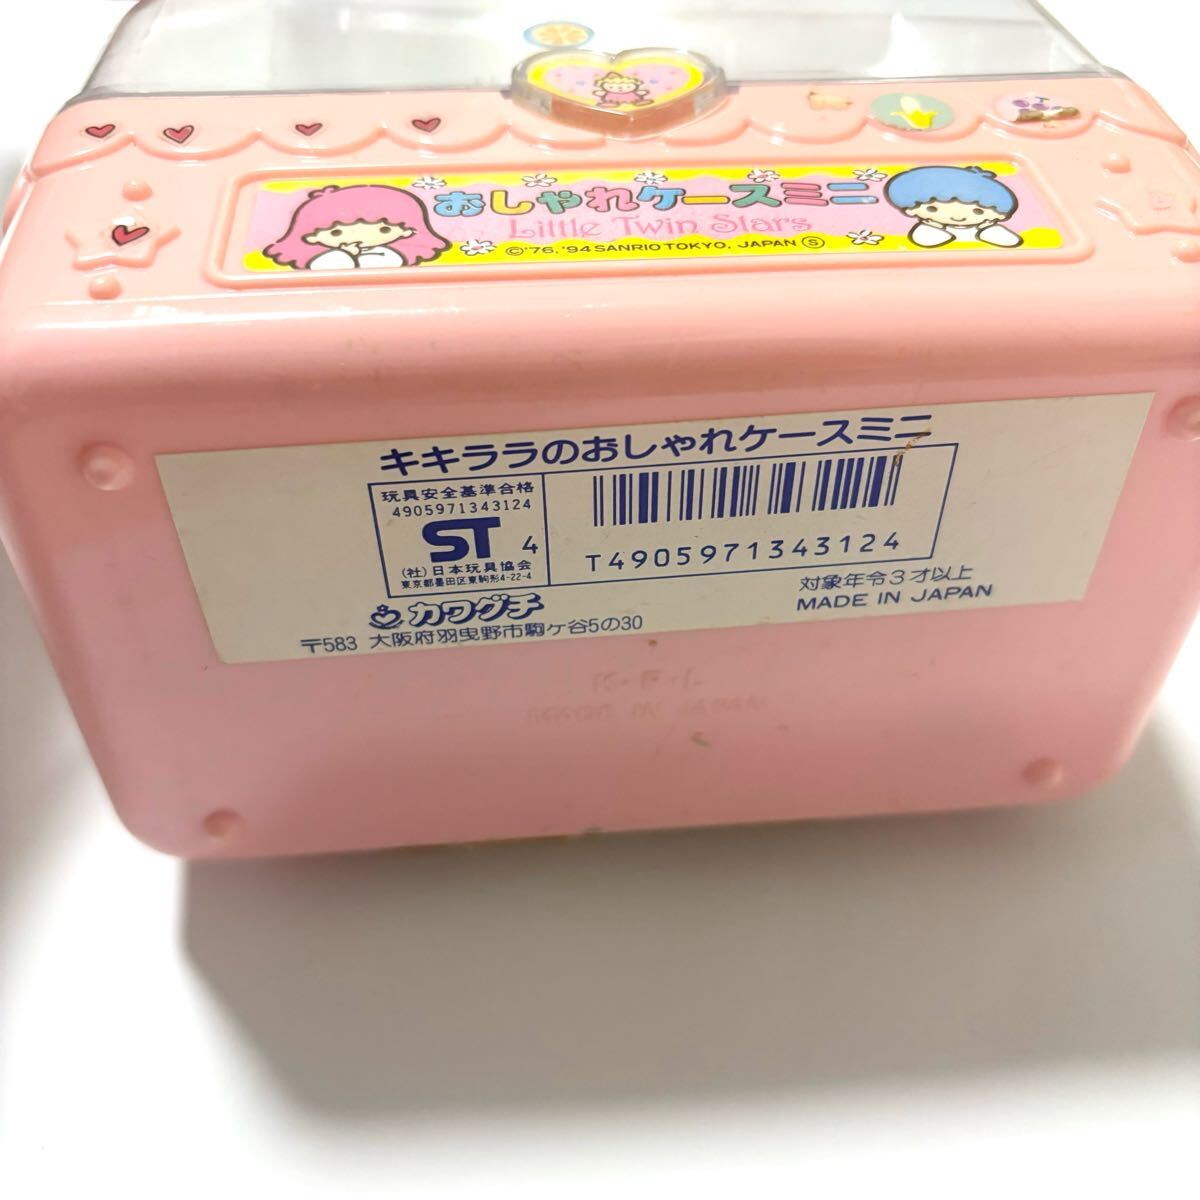 おしゃれケースミニ
Little Twin Stars
©'76, '94 SANRIO TOKYO, JAPAN Ⓢ
キキララのおしゃれケースミニ
玩具安全基準合格
4905971343124
ST 4
(社)日本玩具協会
東京都墨田区東駒形4-22-4
T4905971343124
対象年令3才以上
MADE IN JAPAN
カワグチ
〒583 大阪府羽曳野市駒ケ谷5の30